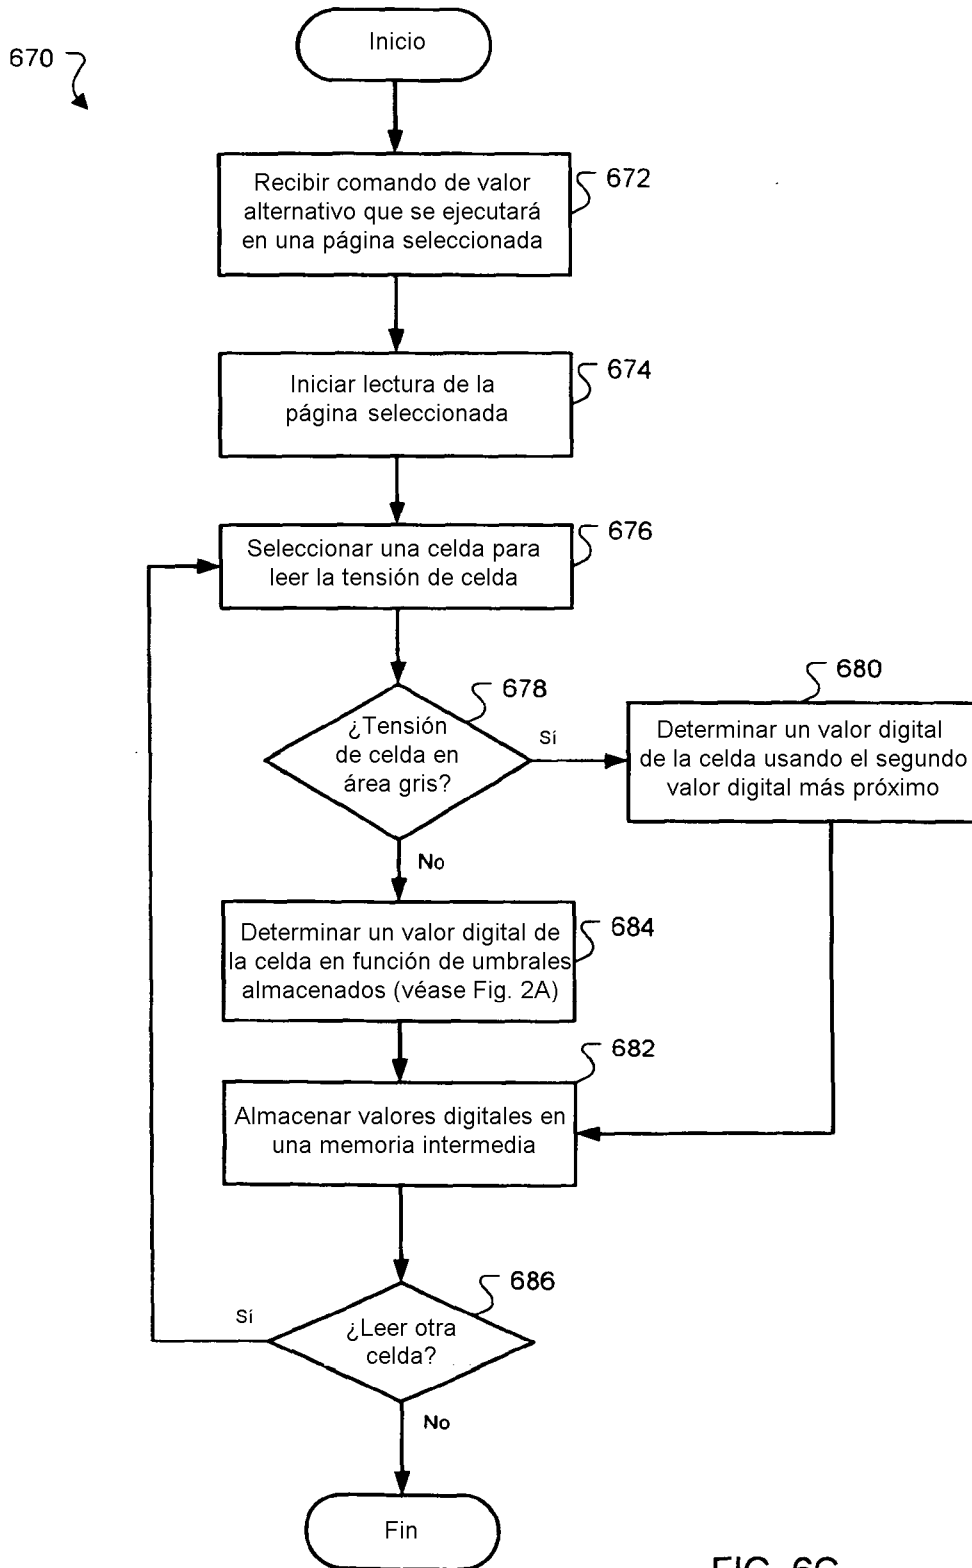 Inicio
670
Recibir comando de valor
alternativo que se ejecutará
en una página seleccionada
672
Iniciar lectura de la
página seleccionada
674
Seleccionar una celda para
leer la tensión de celda
676
¿Tensión
de celda en
área gris?
678
Sí
Determinar un valor digital
de la celda usando el segundo
valor digital más próximo
680
No
Determinar un valor digital de
la celda en función de umbrales
almacenados (véase Fig. 2A)
684
Almacenar valores digitales en
una memoria intermedia
682
¿Leer otra
celda?
686
Sí
No
Fin